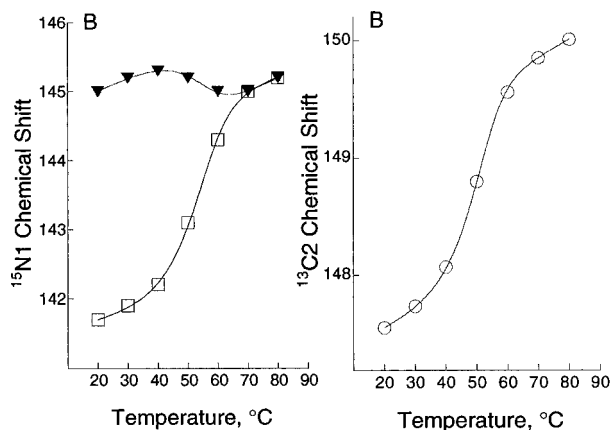 B
146
145
144
143
142
¹⁵N1 Chemical Shift
20 30 40 50 60 70 80 90
Temperature, °C
B
150
149
148
¹³C2 Chemical Shift
20 30 40 50 60 70 80 90
Temperature, °C